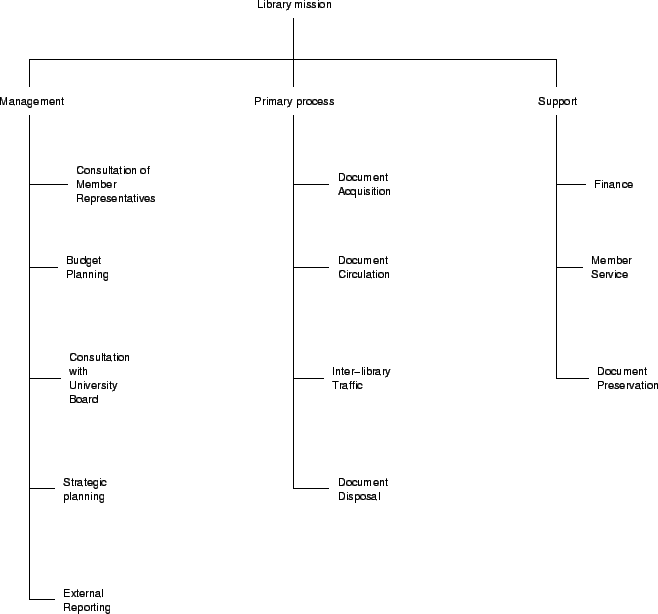 Library mission
Management
Primary process
Support
Consultation of
Member
Representatives
Document
Acquisition
Finance
Budget
Planning
Document
Circulation
Member
Service
Consultation
with
University
Board
Inter−library
Traffic
Document
Preservation
Strategic
planning
Document
Disposal
External
Reporting